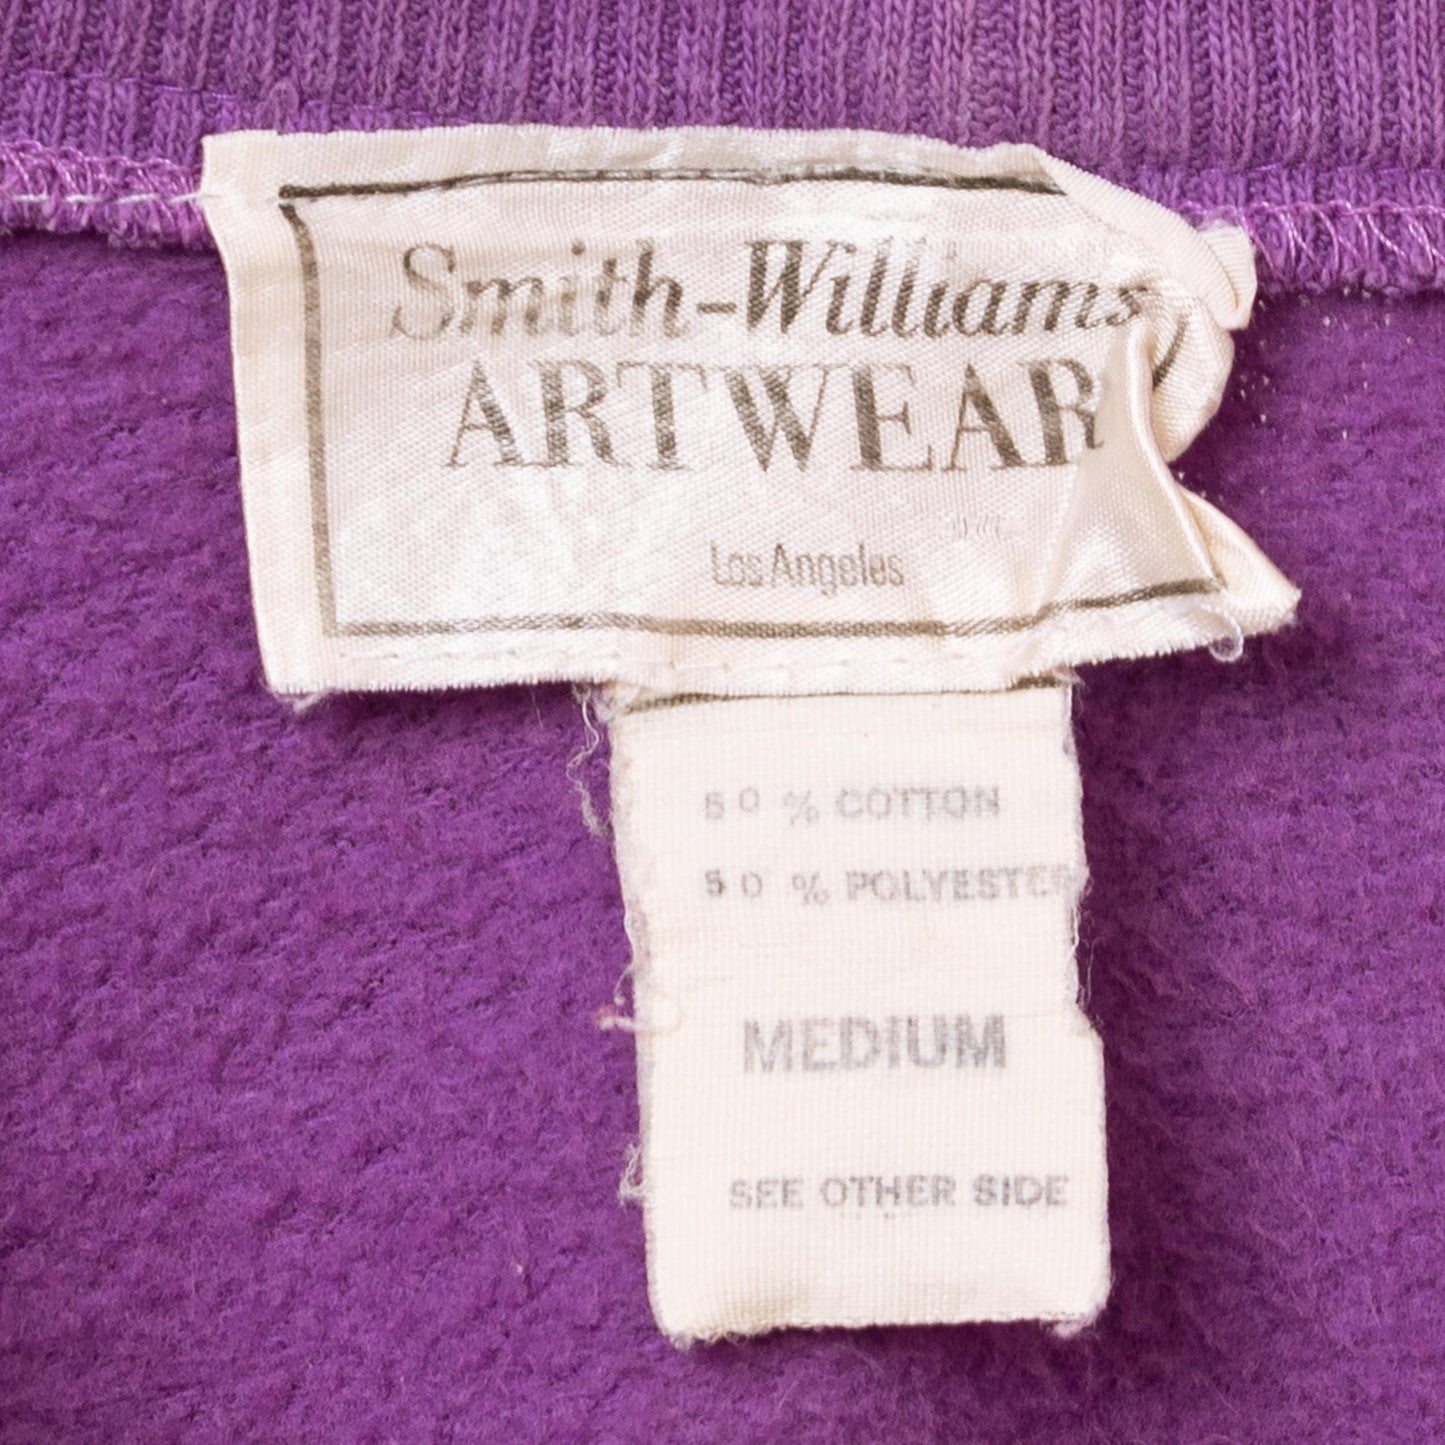 Smith-Williams
ARTWEAR
Los Angeles
50 % COTTON
50 % POLYESTER
MEDIUM
SEE OTHER SIDE